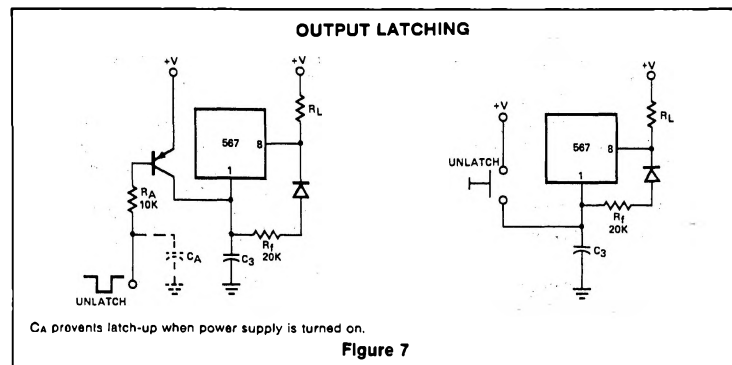 OUTPUT LATCHING
+V
+V
RL
567
8
1
RA
10K
Rf
20K
CA
C3
UNLATCH
+V
+V
RL
567
8
1
UNLATCH
Rf
20K
C3
CA prevents latch-up when power supply is turned on.
Figure 7